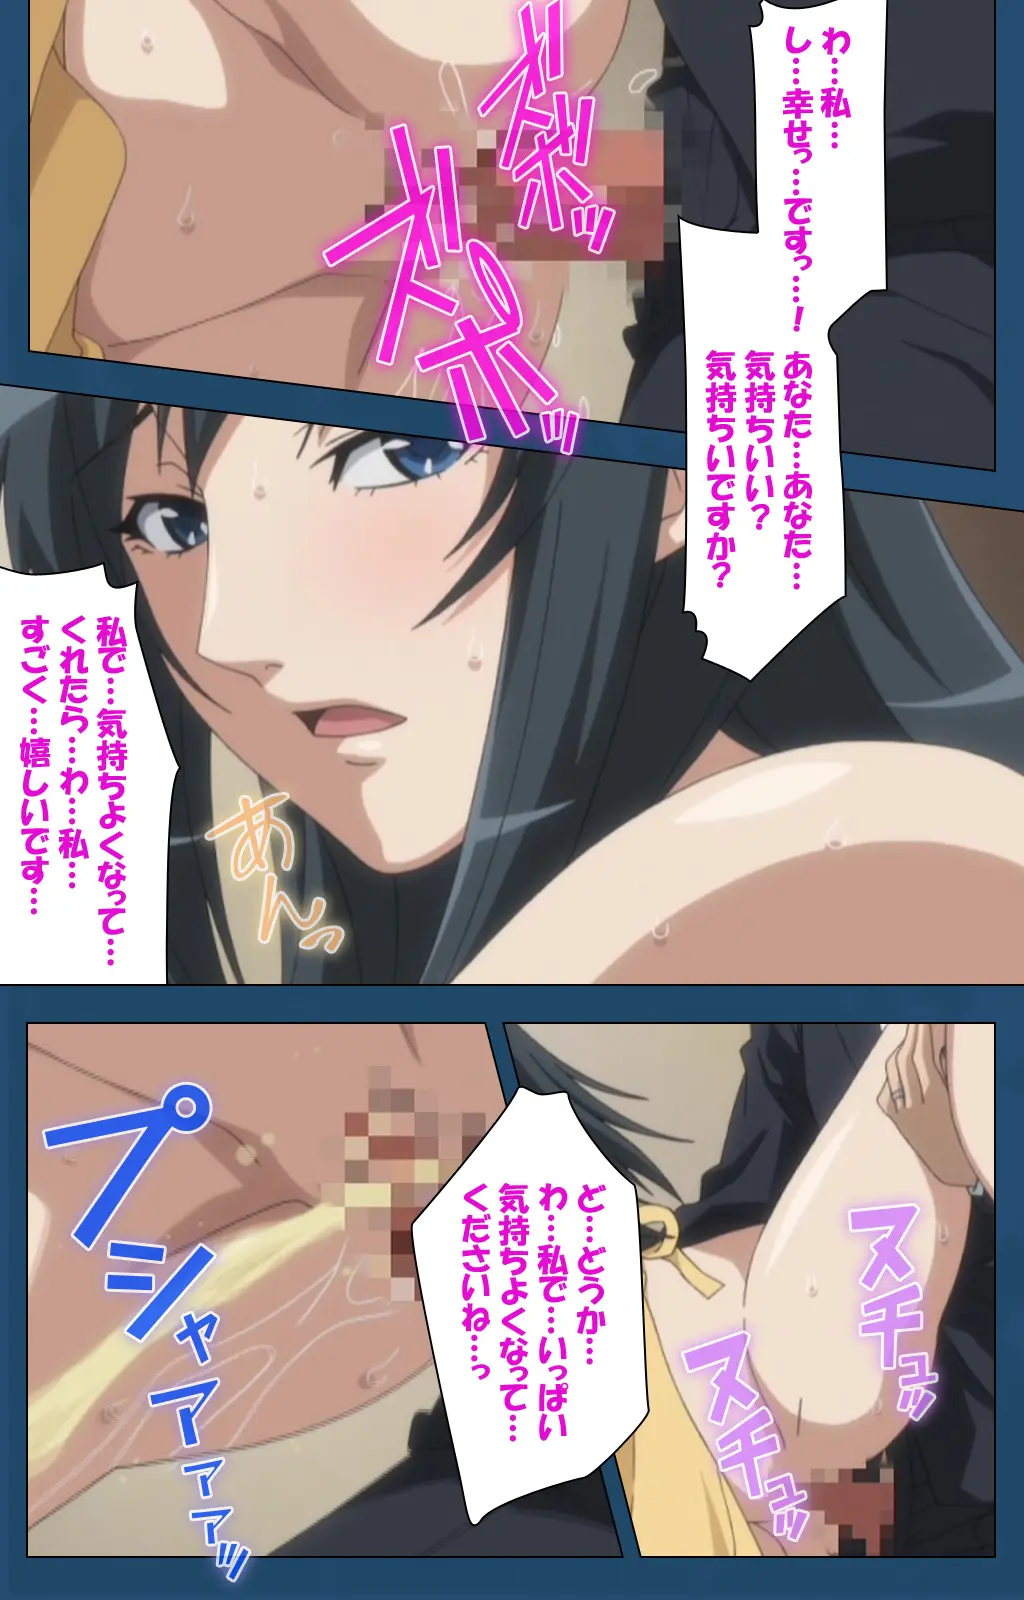 わ…私…
し…幸せっ…ですっ…！
あなた…あなた…
気持ちいい？
気持ちいいですか？
ズボッ
ズポッ
私で…気持ちよくなって…
くれたら…わ…私…
すごく…嬉しいです…
あんっ
ど…どうか…
わ…私で…いっぱい
気持ちよくなって…
くださいね…っ
プシャアアアアッ
ヌチュッ
ヌチュッ